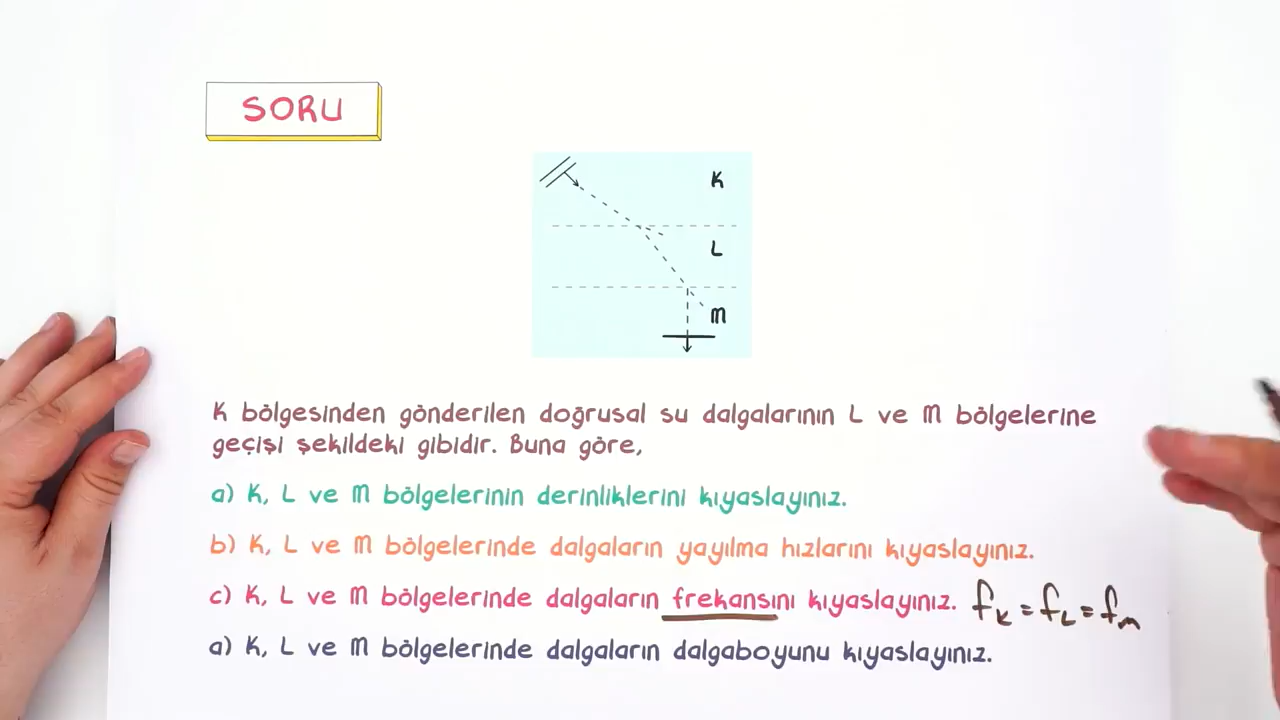 SORU
K
L
M
K bölgesinden gönderilen doğrusal su dalgalarının L ve M bölgelerine
geçişi şekildeki gibidir. Buna göre,
a) K, L ve M bölgelerinin derinliklerini kıyaslayınız.
b) K, L ve M bölgelerinde dalgaların yayılma hızlarını kıyaslayınız.
c) K, L ve M bölgelerinde dalgaların frekansını kıyaslayınız. fK = fL = fm
a) K, L ve M bölgelerinde dalgaların dalgaboyunu kıyaslayınız.